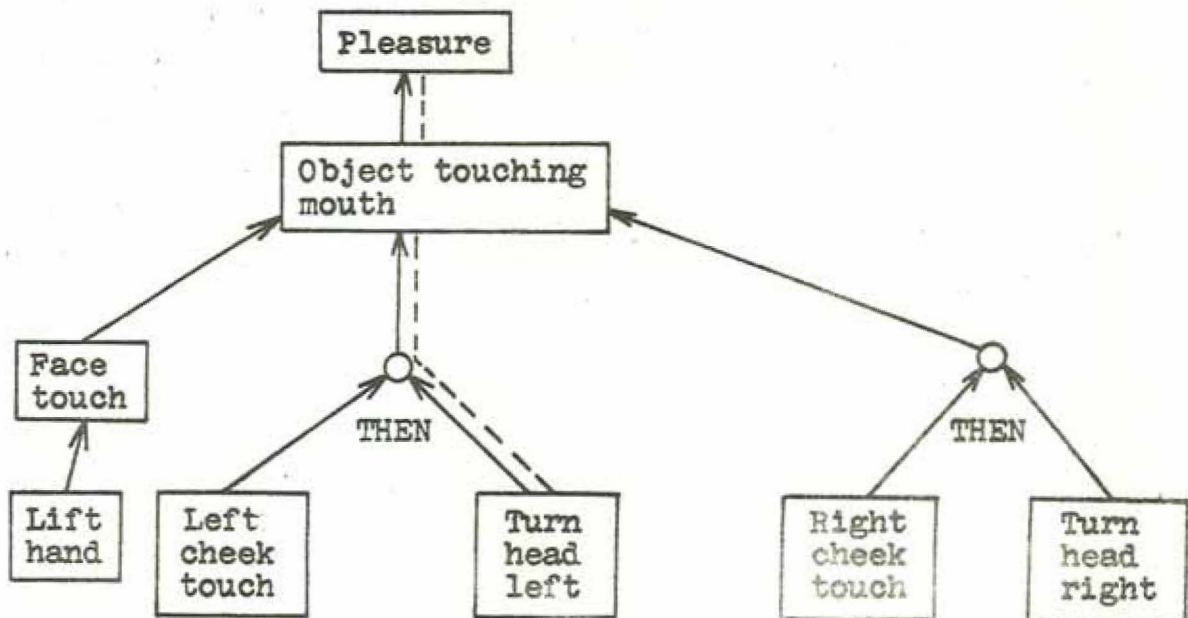 Pleasure
Object touching
mouth
Face
touch
THEN
THEN
Lift
hand
Left
cheek
touch
Turn
head
left
Right
cheek
touch
Turn
head
right